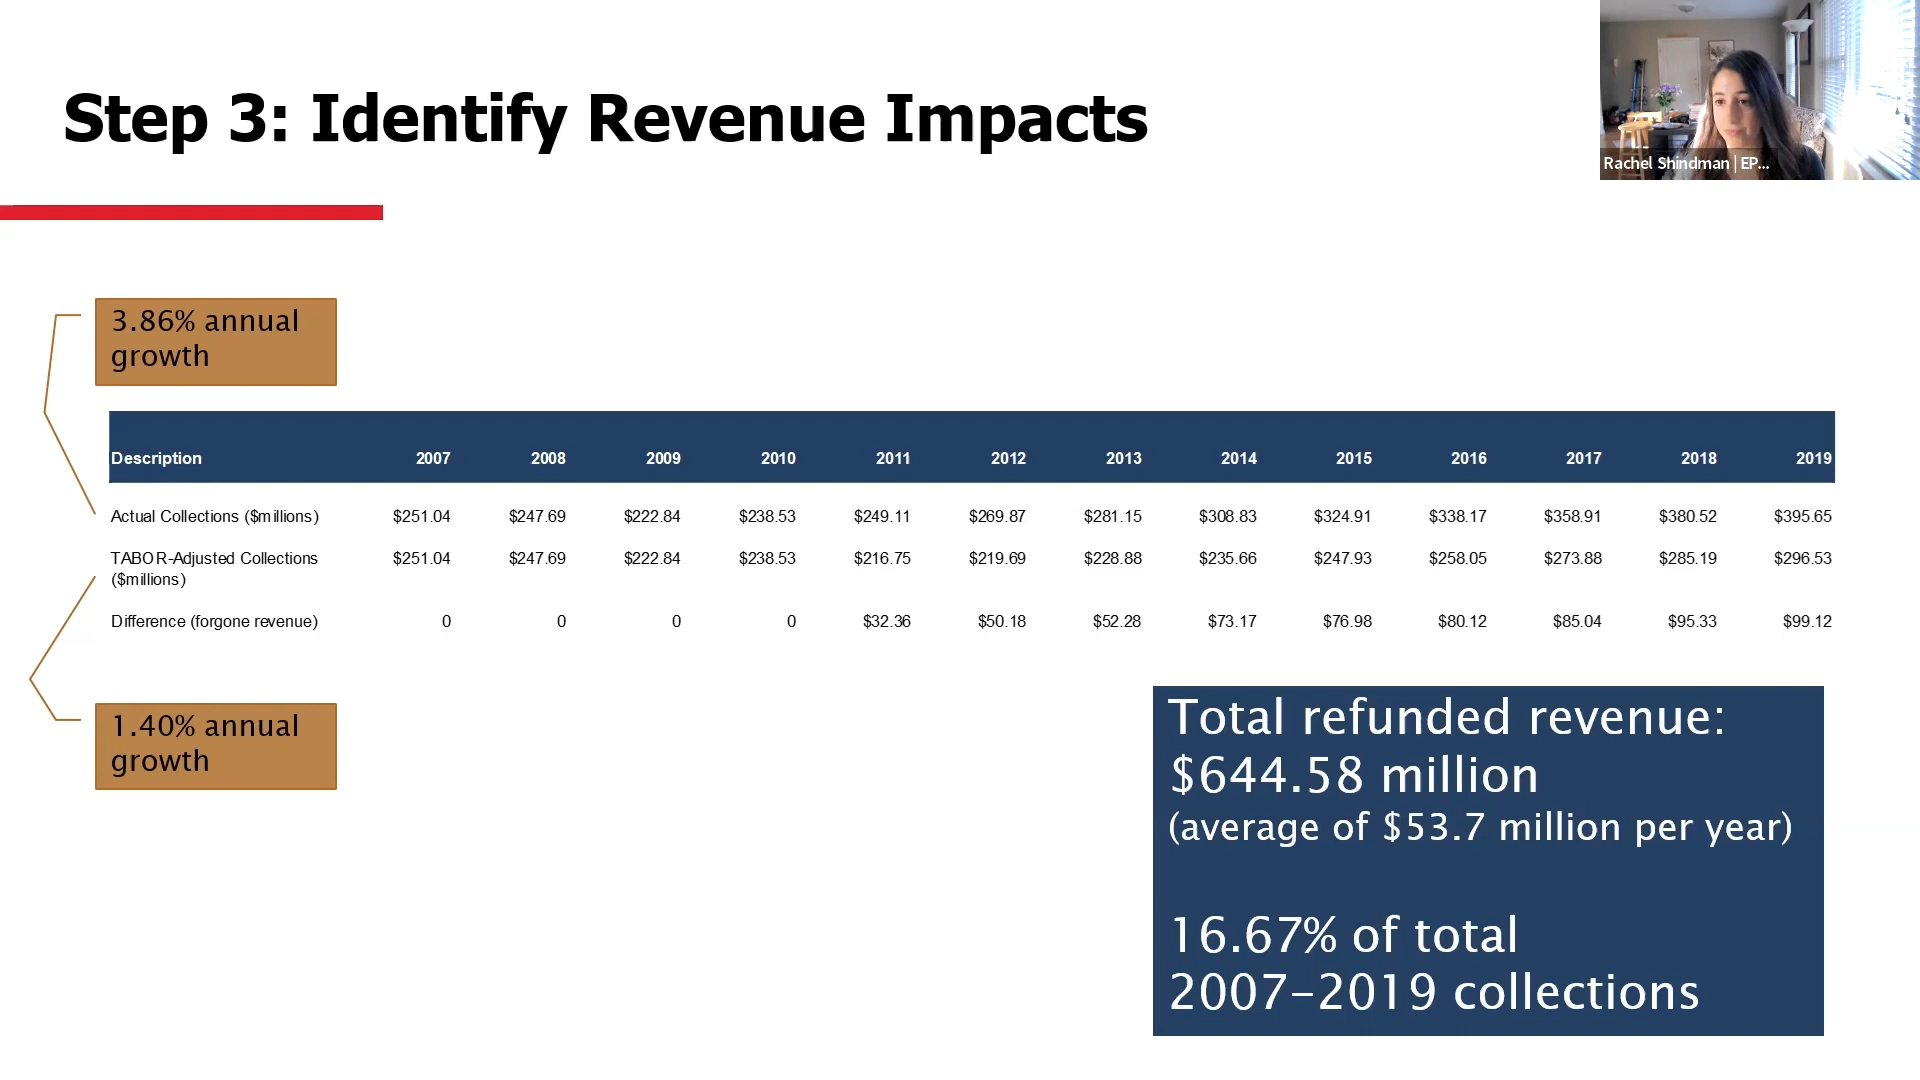 Step 3: Identify Revenue Impacts
Rachel Shindman | EP...
3.86% annual
growth
Description 2007 2008 2009 2010 2011 2012 2013 2014 2015 2016 2017 2018 2019
Actual Collections ($millions) $251.04 $247.69 $222.84 $238.53 $249.11 $269.87 $281.15 $308.83 $324.91 $338.17 $358.91 $380.52 $395.65
TABOR-Adjusted Collections $251.04 $247.69 $222.84 $238.53 $216.75 $219.69 $228.88 $235.66 $247.93 $258.05 $273.88 $285.19 $296.53
($millions)
Difference (forgone revenue) 0 0 0 0 $32.36 $50.18 $52.28 $73.17 $76.98 $80.12 $85.04 $95.33 $99.12
1.40% annual
growth
Total refunded revenue:
$644.58 million
(average of $53.7 million per year)
16.67% of total
2007-2019 collections